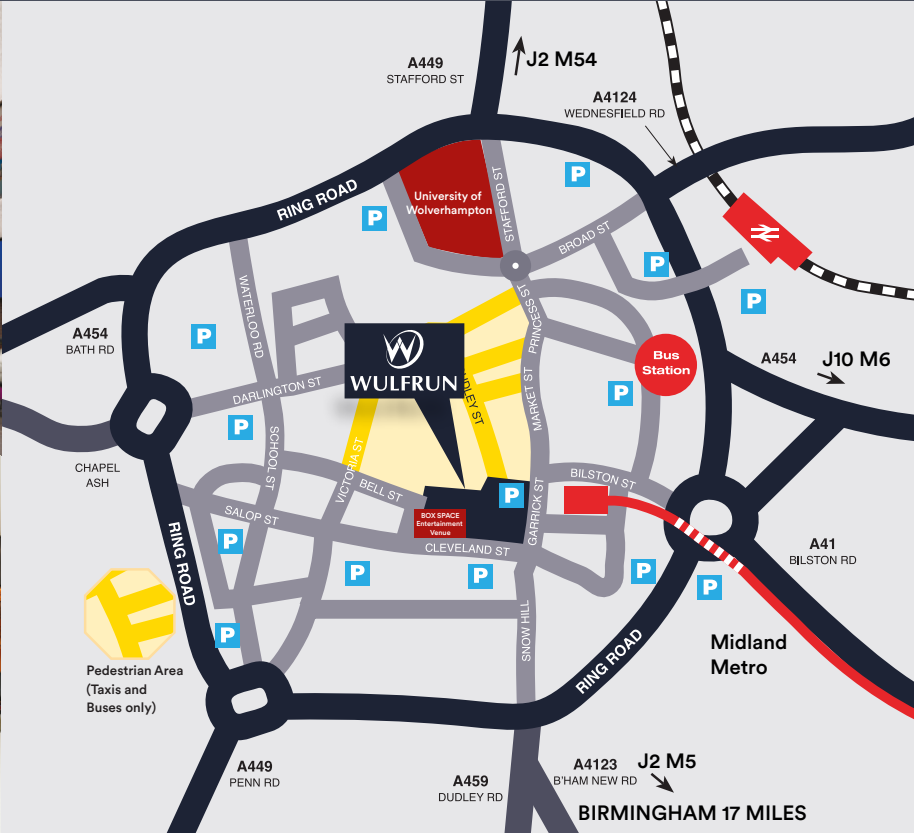 A449
STAFFORD ST
J2 M54
A4124
WEDNESFIELD RD
RING ROAD
University of
Wolverhampton
STAFFORD ST
P
P
BROAD ST
P
P
WATERLOO RD
PRINCESS ST
A454
BATH RD
P
W
WULFRUN
Bus
Station
A454
J10 M6
DARLINGTON ST
MARKET ST
P
P
CHAPEL
ASH
SCHOOL ST
VICTORIA ST
BELL ST
BILSTON ST
P
GARRICK ST
SALOP ST
BOX SPACE
Entertainment
Venue
CLEVELAND ST
RING ROAD
P
P
P
P
P
A41
BILSTON RD
P
SNOW HILL
RING ROAD
Midland
Metro
Pedestrian Area
(Taxis and
Buses only)
A449
PENN RD
A459
DUDLEY RD
A4123
B'HAM NEW RD
J2 M5
BIRMINGHAM 17 MILES